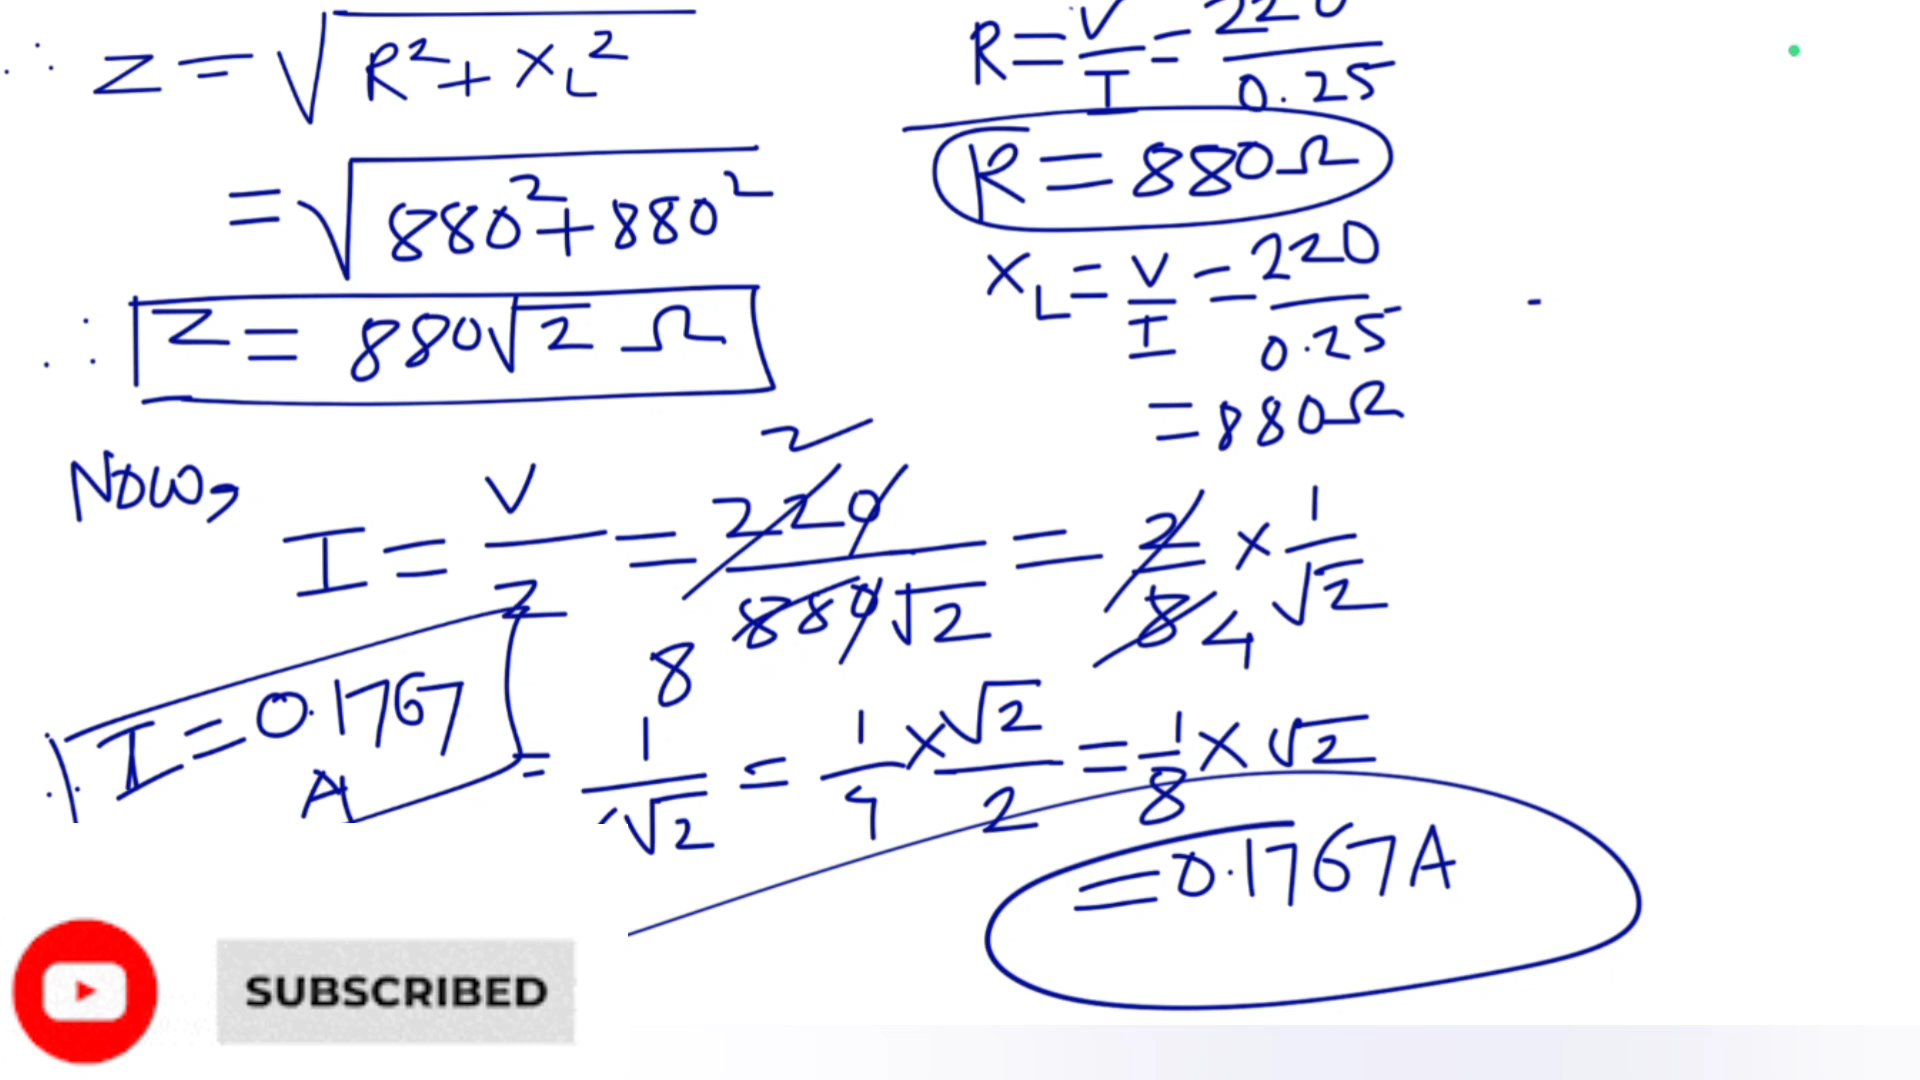 ∴ Z = √(R² + X_L²)
= √(880² + 880²)
∴ Z = 880√2 Ω
R = V/I = 220/0.25
R = 880Ω
X_L = V/I = 220/0.25
= 880Ω
Now,
I = V/Z = 220/880√2 = 2/8 × 1/√2
2
8
4
= 1/√2 = 1/4 × √2/2 = 1/8 × √2
= 0.1767A
∴ I = 0.1767
A
SUBSCRIBED